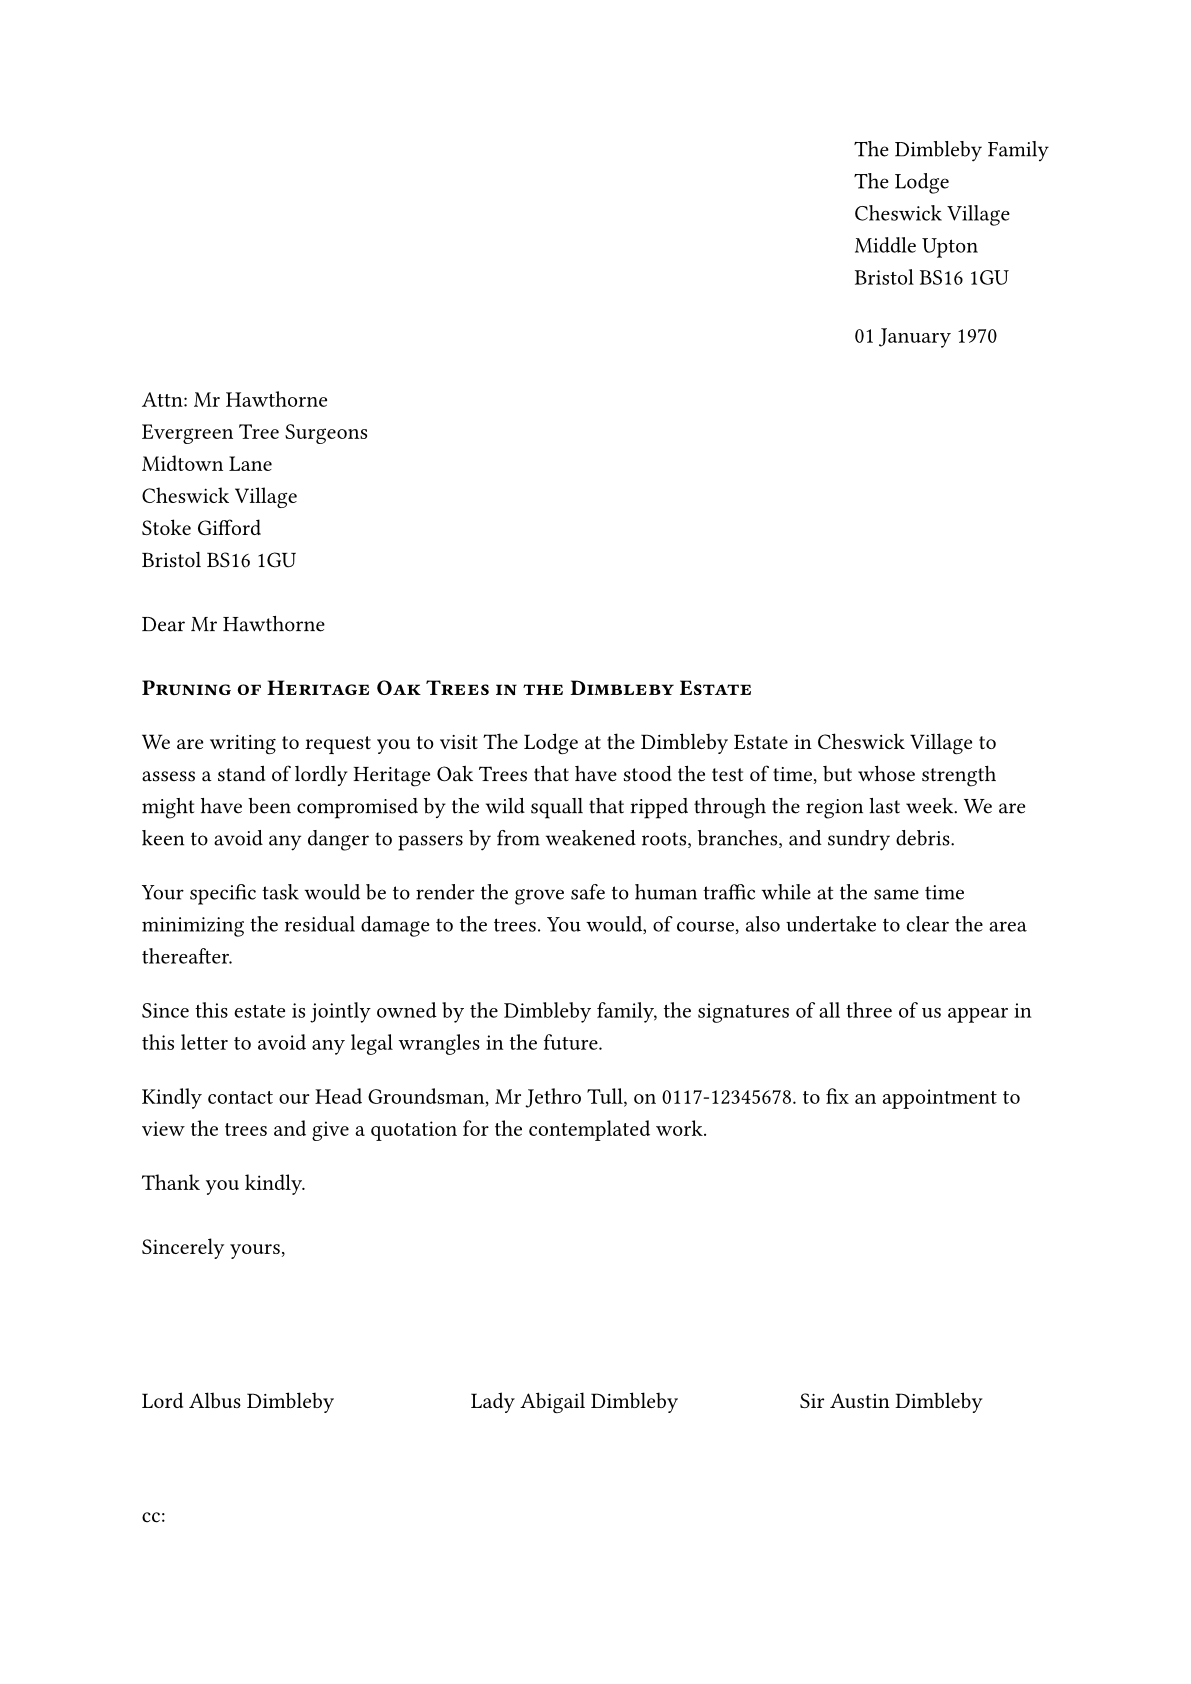 The Dimbleby Family
The Lodge
Cheswick Village
Middle Upton
Bristol BS16 1GU
01 January 1970
Attn: Mr Hawthorne
Evergreen Tree Surgeons
Midtown Lane
Cheswick Village
Stoke Gifford
Bristol BS16 1GU
Dear Mr Hawthorne
Pruning of Heritage Oak Trees in the Dimbleby Estate
We are writing to request you to visit The Lodge at the Dimbleby Estate in Cheswick Village to
assess a stand of lordly Heritage Oak Trees that have stood the test of time, but whose strength
might have been compromised by the wild squall that ripped through the region last week. We are
keen to avoid any danger to passers by from weakened roots, branches, and sundry debris.
Your specific task would be to render the grove safe to human traffic while at the same time
minimizing the residual damage to the trees. You would, of course, also undertake to clear the area
thereafter.
Since this estate is jointly owned by the Dimbleby family, the signatures of all three of us appear in
this letter to avoid any legal wrangles in the future.
Kindly contact our Head Groundsman, Mr Jethro Tull, on 0117-12345678. to fix an appointment to
view the trees and give a quotation for the contemplated work.
Thank you kindly.
Sincerely yours,
Lord Albus Dimbleby Lady Abigail Dimbleby Sir Austin Dimbleby
cc: